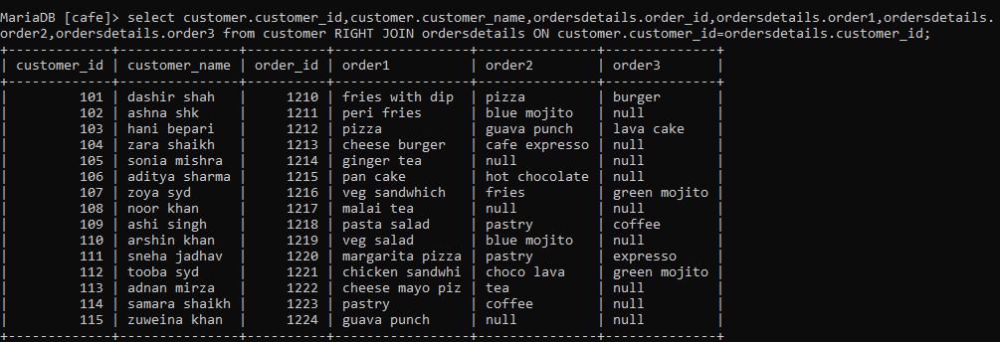 MariaDB [cafe]> select customer.customer_id,customer.customer_name,ordersdetails.order_id,ordersdetails.order1,ordersdetails.
order2,ordersdetails.order3 from customer RIGHT JOIN ordersdetails ON customer.customer_id=ordersdetails.customer_id;
+-------------+---------------+----------+----------------+---------------+--------------+
| customer_id | customer_name | order_id | order1         | order2        | order3       |
+-------------+---------------+----------+----------------+---------------+--------------+
|         101 | dashir shah   |     1210 | fries with dip | pizza         | burger       |
|         102 | ashna shk     |     1211 | peri fries     | blue mojito   | null         |
|         103 | hani bepari   |     1212 | pizza          | guava punch   | lava cake    |
|         104 | zara shaikh   |     1213 | cheese burger  | cafe expresso | null         |
|         105 | sonia mishra  |     1214 | ginger tea     | null          | null         |
|         106 | aditya sharma |     1215 | pan cake       | hot chocolate | null         |
|         107 | zoya syd      |     1216 | veg sandwhich  | fries         | green mojito |
|         108 | noor khan     |     1217 | malai tea      | null          | null         |
|         109 | ashi singh    |     1218 | pasta salad    | pastry        | coffee       |
|         110 | arshin khan   |     1219 | veg salad      | blue mojito   | null         |
|         111 | sneha jadhav  |     1220 | margarita pizza | pastry        | expresso     |
|         112 | tooba syd     |     1221 | chicken sandwhi | choco lava    | green mojito |
|         113 | adnan mirza   |     1222 | cheese mayo piz | tea           | null         |
|         114 | samara shaikh |     1223 | pastry         | coffee        | null         |
|         115 | zuweina khan  |     1224 | guava punch    | null          | null         |
+-------------+---------------+----------+----------------+---------------+--------------+